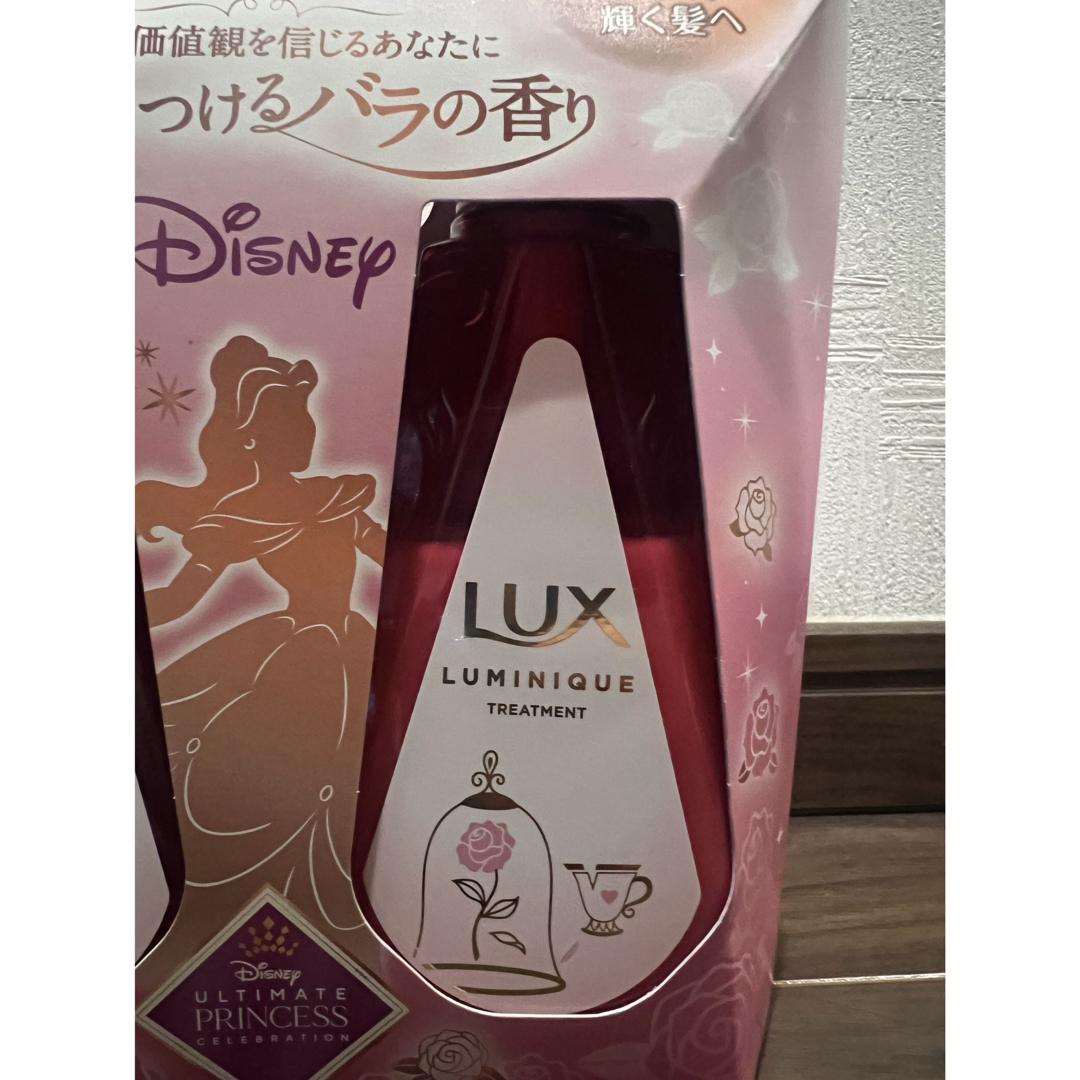 輝く髪へ
価値観を信じるあなたに
つけるバラの香り
Disney
LUX
LUMINIQUE
TREATMENT
Disney
ULTIMATE
PRINCESS
CELEBRATION